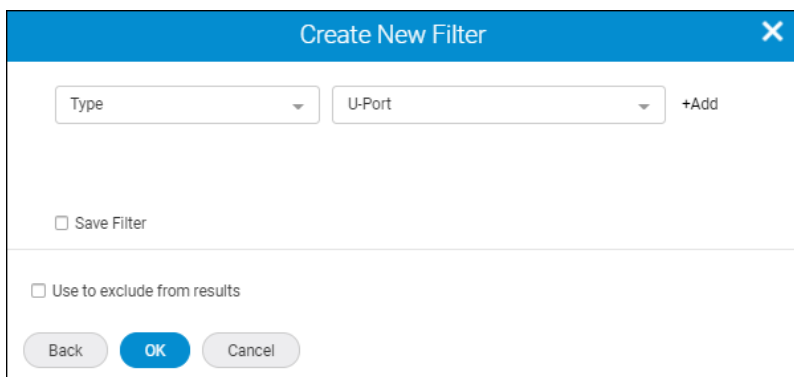 Create New Filter
Type U-Port +Add
Save Filter
Use to exclude from results
Back OK Cancel